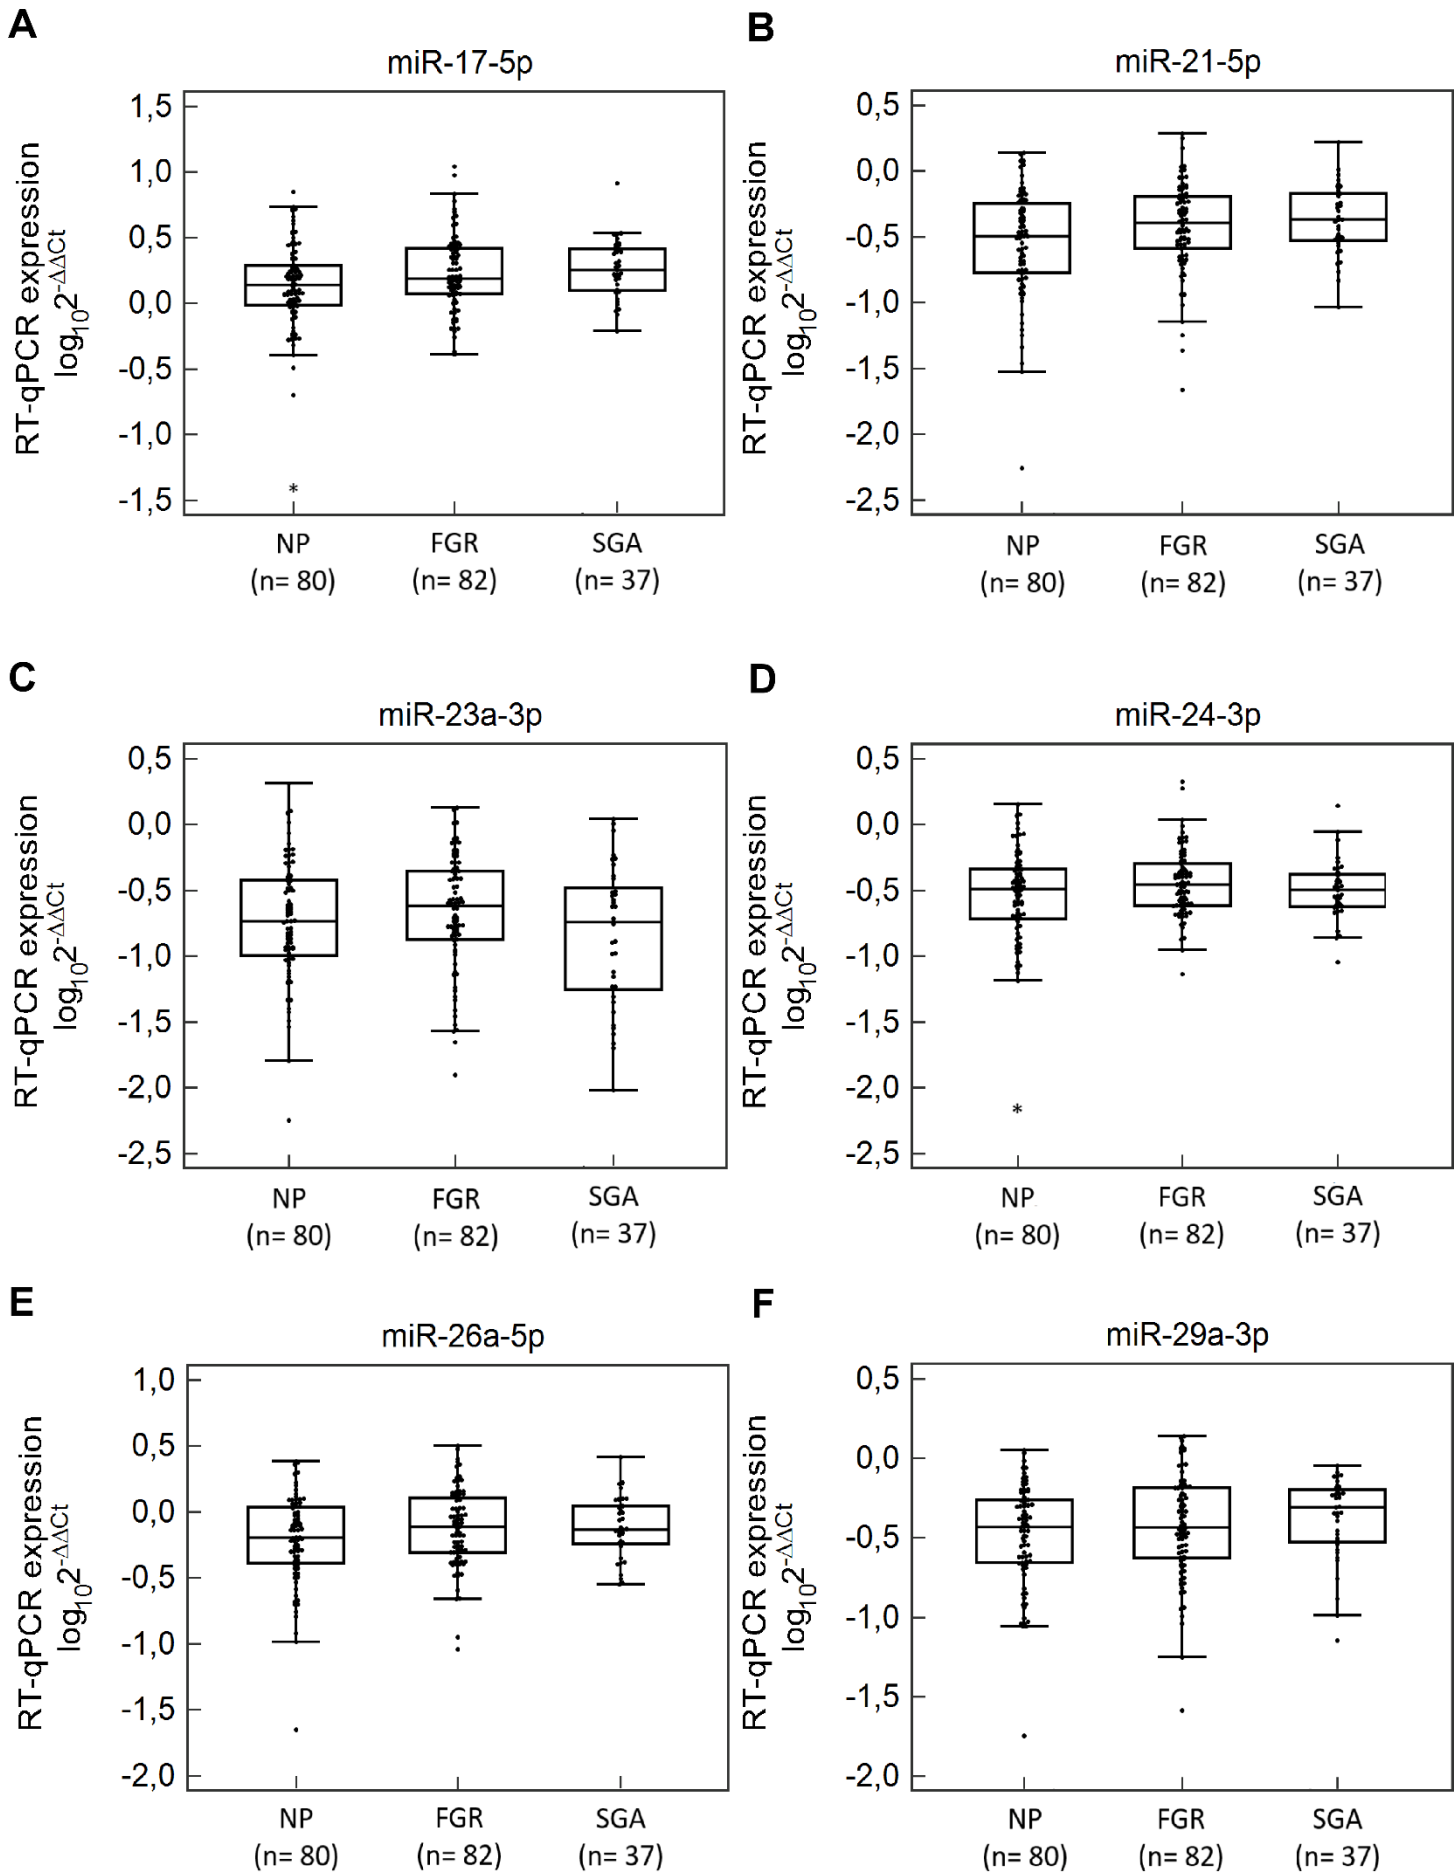 A
miR-17-5p
RT-qPCR expression
log₁₀2^-ΔΔCt
1,5
1,0
0,5
0,0
-0,5
-1,0
-1,5
*
NP
FGR
SGA
(n= 80)
(n= 82)
(n= 37)
B
miR-21-5p
RT-qPCR expression
log₁₀2^-ΔΔCt
0,5
0,0
-0,5
-1,0
-1,5
-2,0
-2,5
NP
FGR
SGA
(n= 80)
(n= 82)
(n= 37)
C
miR-23a-3p
RT-qPCR expression
log₁₀2^-ΔΔCt
0,5
0,0
-0,5
-1,0
-1,5
-2,0
-2,5
NP
FGR
SGA
(n= 80)
(n= 82)
(n= 37)
D
miR-24-3p
RT-qPCR expression
log₁₀2^-ΔΔCt
0,5
0,0
-0,5
-1,0
-1,5
-2,0
-2,5
*
NP
FGR
SGA
(n= 80)
(n= 82)
(n= 37)
E
miR-26a-5p
RT-qPCR expression
log₁₀2^-ΔΔCt
1,0
0,5
0,0
-0,5
-1,0
-1,5
-2,0
NP
FGR
SGA
(n= 80)
(n= 82)
(n= 37)
F
miR-29a-3p
RT-qPCR expression
log₁₀2^-ΔΔCt
0,5
0,0
-0,5
-1,0
-1,5
-2,0
NP
FGR
SGA
(n= 80)
(n= 82)
(n= 37)